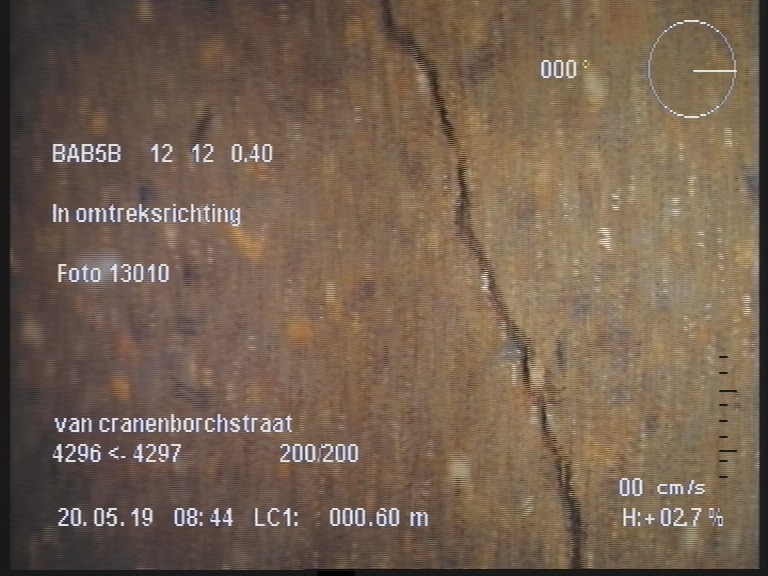 000°
BAB5B 12 12 0.40
In omtreksrichting
Foto 13010
van cranenborchstraat
4296 <- 4297 200/200
00 cm/s
20.05.19 08:44 LC1: 000.60 m H:+02.7 %